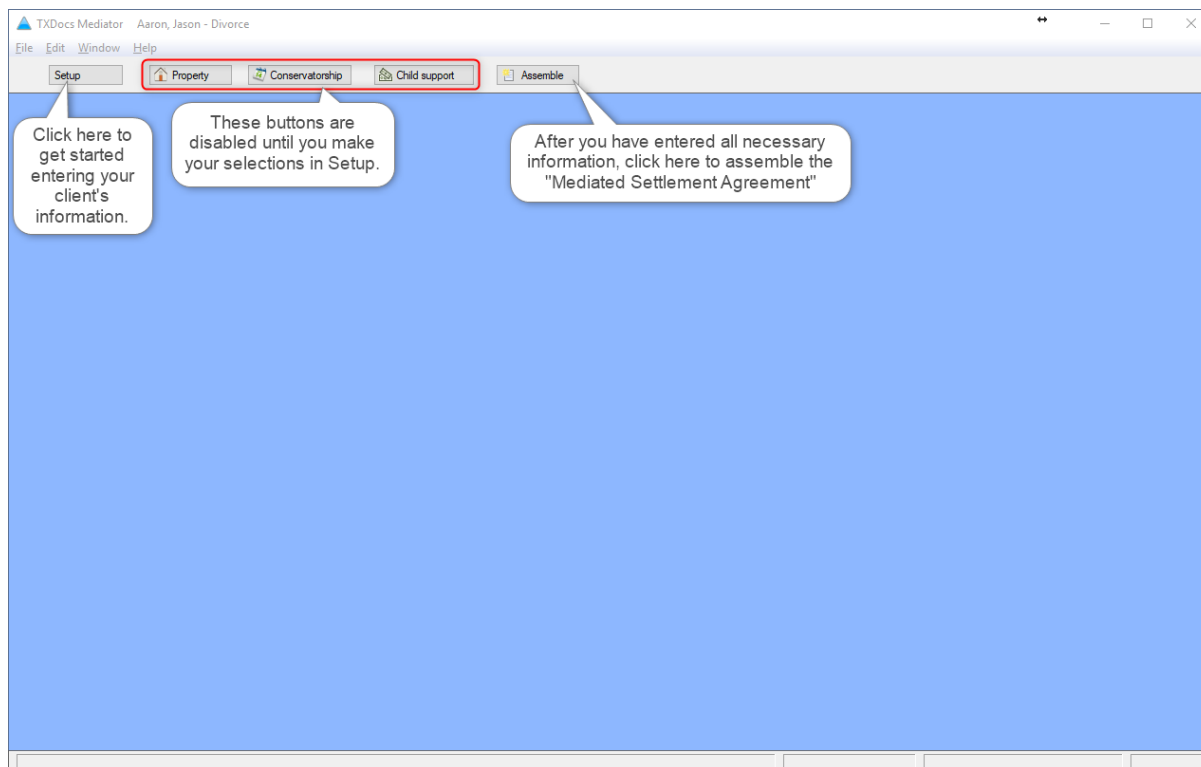 TXDocs Mediator Aaron, Jason - Divorce
File Edit Window Help
Setup Property Conservatorship Child support Assemble
Click here to
get started
entering your
client's
information.
These buttons are
disabled until you make
your selections in Setup.
After you have entered all necessary
information, click here to assemble the
"Mediated Settlement Agreement"